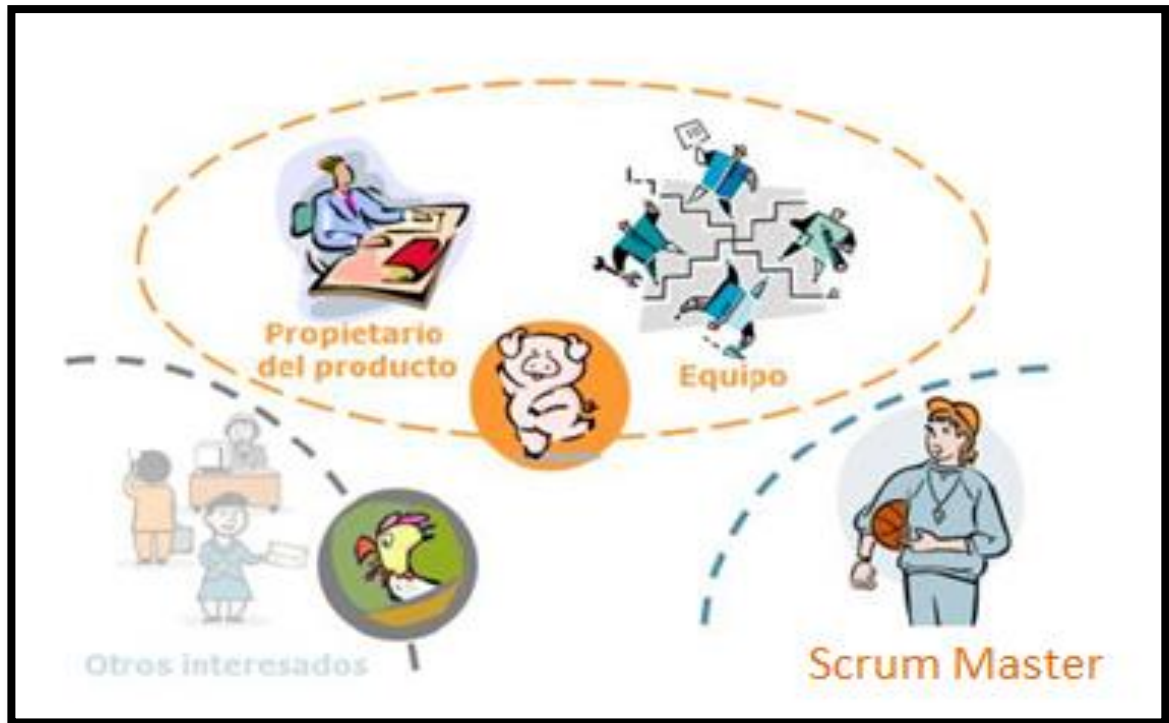 Propietario
del producto
Equipo
Otros interesados
Scrum Master